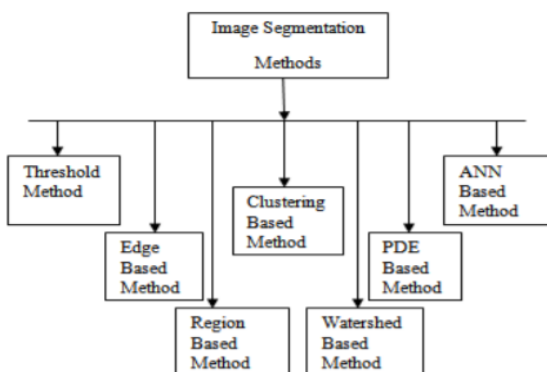 Image Segmentation
Methods
Threshold
Method
Edge
Based
Method
Region
Based
Method
Clustering
Based
Method
Watershed
Based
Method
PDE
Based
Method
ANN
Based
Method